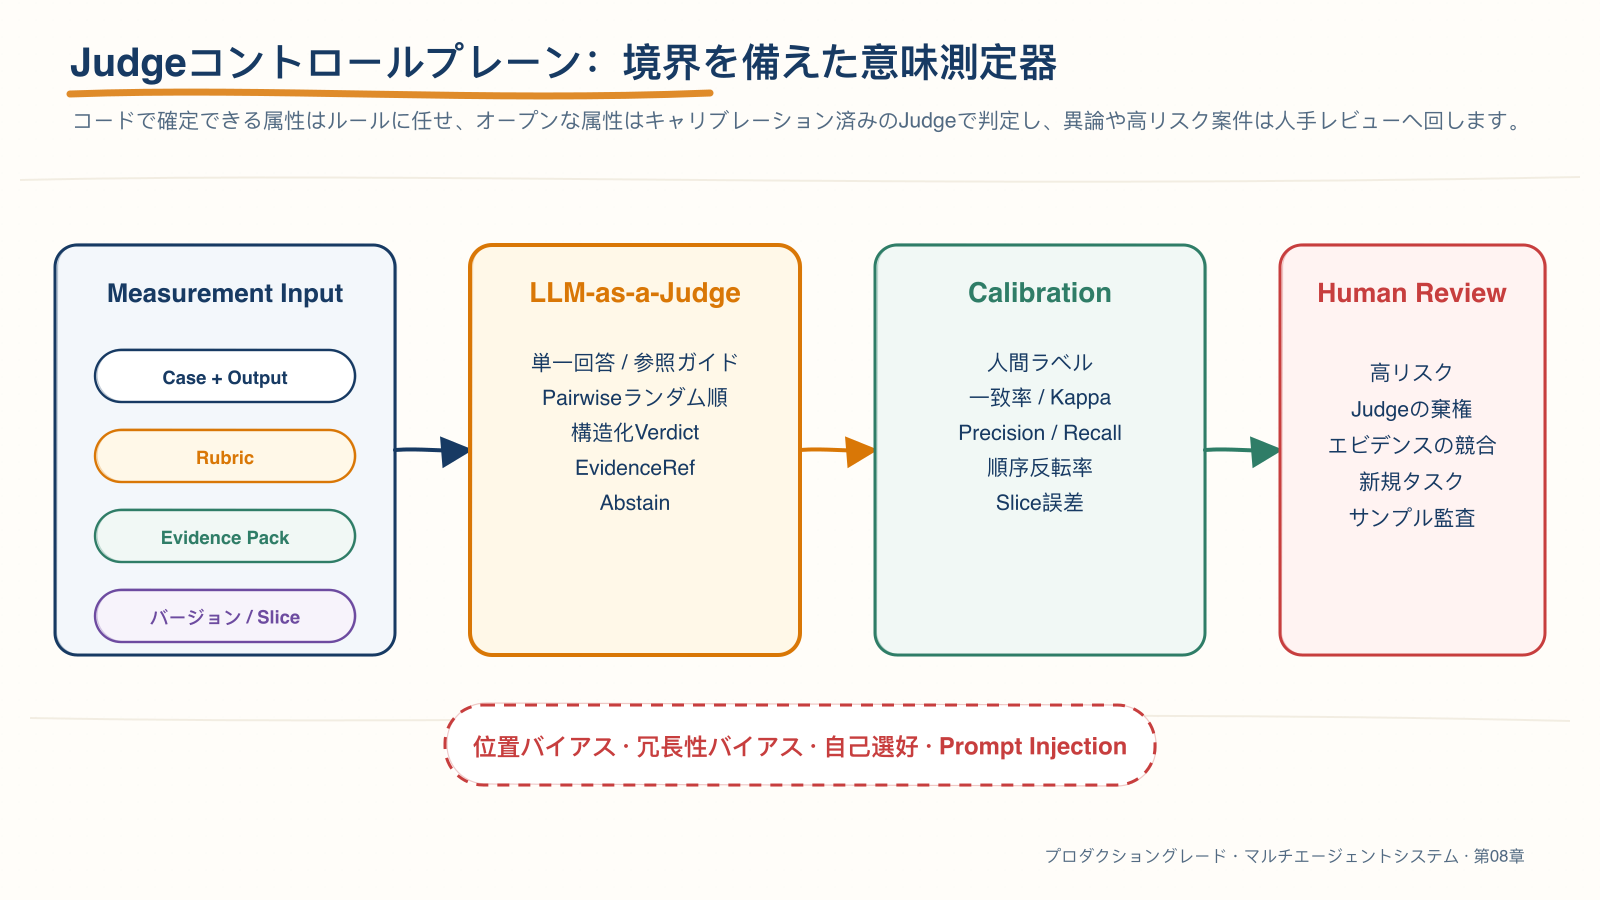 Judgeコントロールプレーン：境界を備えた意味測定器
コードで確定できる属性はルールに任せ、オープンな属性はキャリブレーション済みのJudgeで判定し、異論や高リスク案件は人手レビューへ回します。
Measurement Input
Case + Output
Rubric
Evidence Pack
バージョン / Slice
LLM-as-a-Judge
単一回答 / 参照ガイド
Pairwiseランダム順
構造化Verdict
EvidenceRef
Abstain
Calibration
人間ラベル
一致率 / Kappa
Precision / Recall
順序反転率
Slice誤差
Human Review
高リスク
Judgeの棄権
エビデンスの競合
新規タスク
サンプル監査
位置バイアス · 冗長性バイアス · 自己選好 · Prompt Injection
プロダクショングレード · マルチエージェントシステム · 第08章